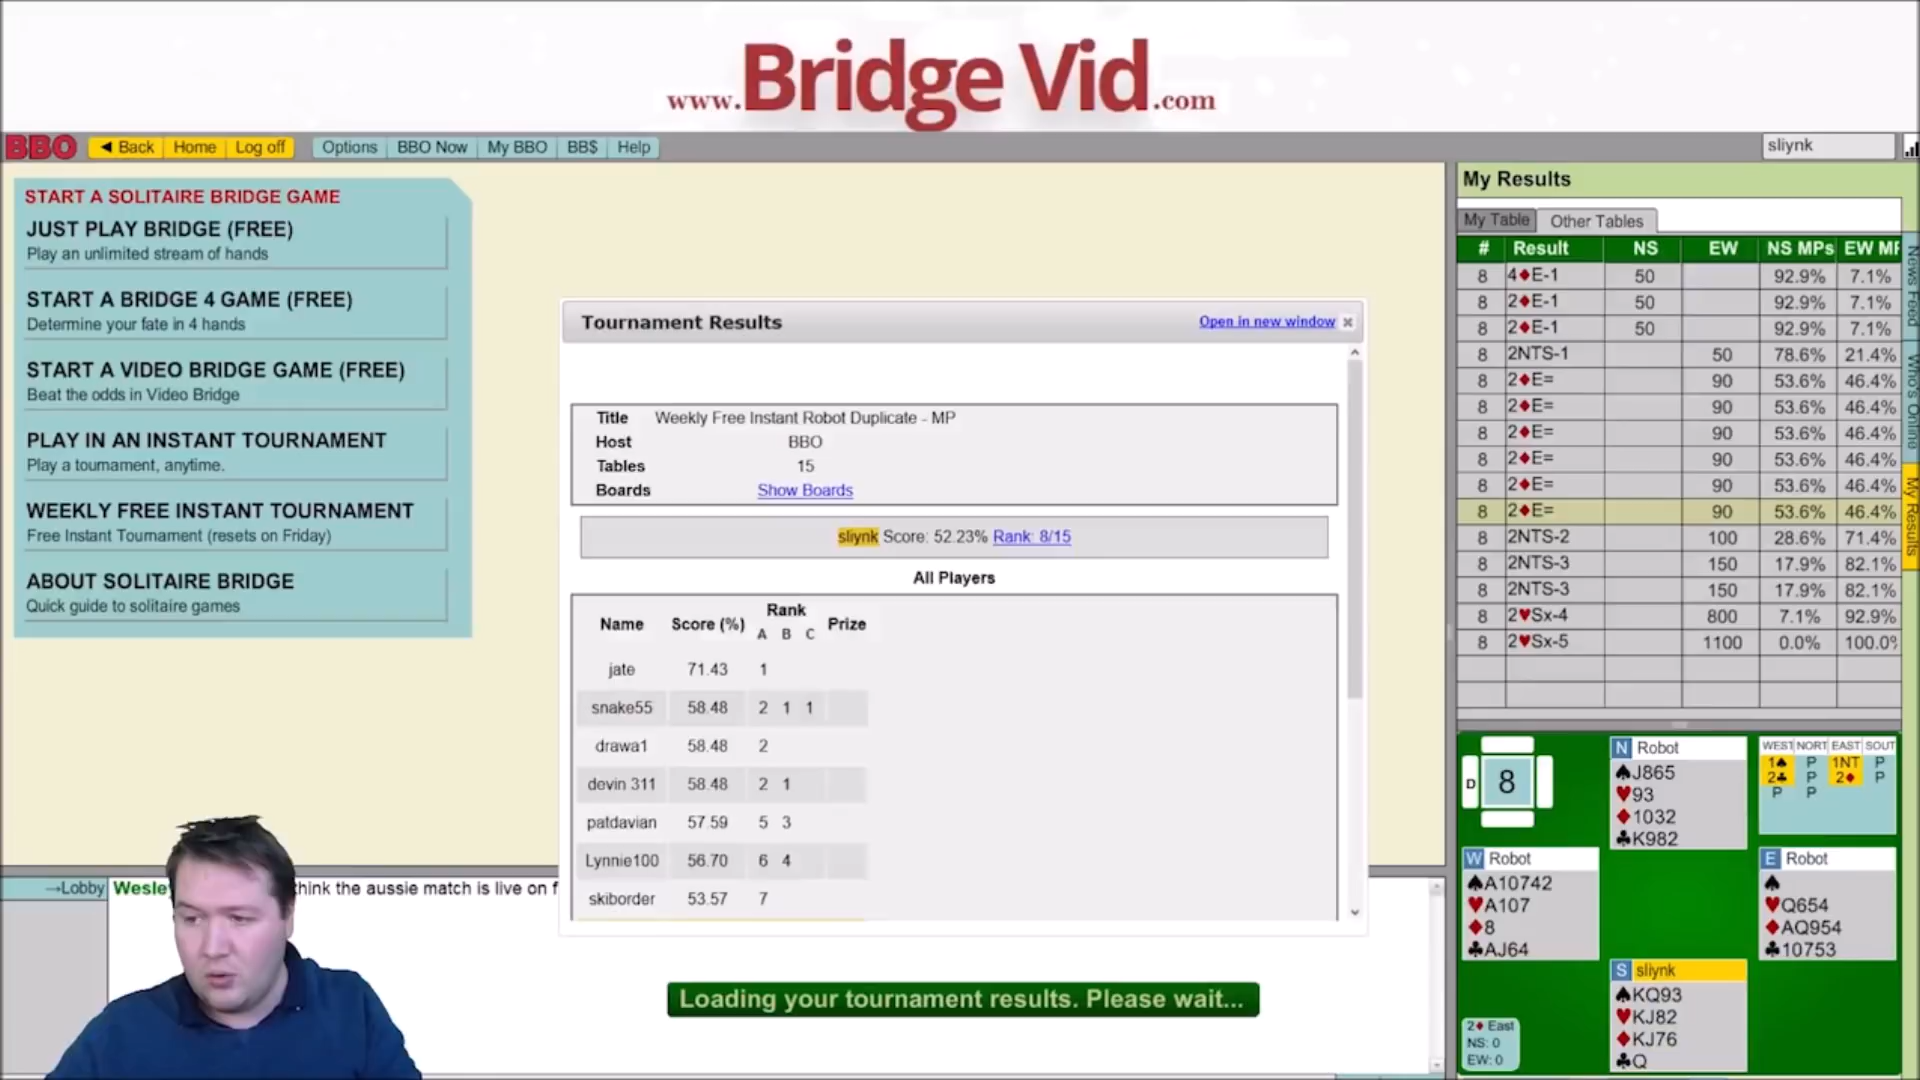 www.Bridge Vid.com
BBO ◄ Back Home Log off Options BBO Now My BBO BB$ Help sliynk
START A SOLITAIRE BRIDGE GAME
JUST PLAY BRIDGE (FREE)
Play an unlimited stream of hands
START A BRIDGE 4 GAME (FREE)
Determine your fate in 4 hands
START A VIDEO BRIDGE GAME (FREE)
Beat the odds in Video Bridge
PLAY IN AN INSTANT TOURNAMENT
Play a tournament, anytime.
WEEKLY FREE INSTANT TOURNAMENT
Free Instant Tournament (resets on Friday)
ABOUT SOLITAIRE BRIDGE
Quick guide to solitaire games
Tournament Results Open in new window
Title Weekly Free Instant Robot Duplicate - MP
Host BBO
Tables 15
Boards Show Boards
sliynk Score: 52.23% Rank: 8/15
All Players
Name Score (%) Rank Prize
A B C
jate 71.43 1
snake55 58.48 2 1 1
drawa1 58.48 2
devin 311 58.48 2 1
patdavian 57.59 5 3
Lynnie100 56.70 6 4
skiborder 53.57 7
Loading your tournament results. Please wait...
→Lobby Wesle think the aussie match is live on f
My Results
My Table Other Tables
# Result NS EW NS MPs EW MP
8 4♦E-1 50 92.9% 7.1%
8 2♦E-1 50 92.9% 7.1%
8 2♦E-1 50 92.9% 7.1%
8 2NTS-1 50 78.6% 21.4%
8 2♦E= 90 53.6% 46.4%
8 2♦E= 90 53.6% 46.4%
8 2♦E= 90 53.6% 46.4%
8 2♦E= 90 53.6% 46.4%
8 2♦E= 90 53.6% 46.4%
8 2♦E= 90 53.6% 46.4%
8 2NTS-2 100 28.6% 71.4%
8 2NTS-3 150 17.9% 82.1%
8 2NTS-3 150 17.9% 82.1%
8 2♥Sx-4 800 7.1% 92.9%
8 2♥Sx-5 1100 0.0% 100.0%
News Feed
Who's Online
My Results
D 8
N Robot
♠J865
♥93
♦1032
♣K982
WEST NORT EAST SOUT
1♠ P 1NT P
2♣ P 2♦ P
P P
W Robot
♠A10742
♥A107
♦8
♣AJ64
E Robot
♠
♥Q654
♦AQ954
♣10753
S sliynk
♠KQ93
♥KJ82
♦KJ76
♣Q
2♦ East
NS: 0
EW: 0